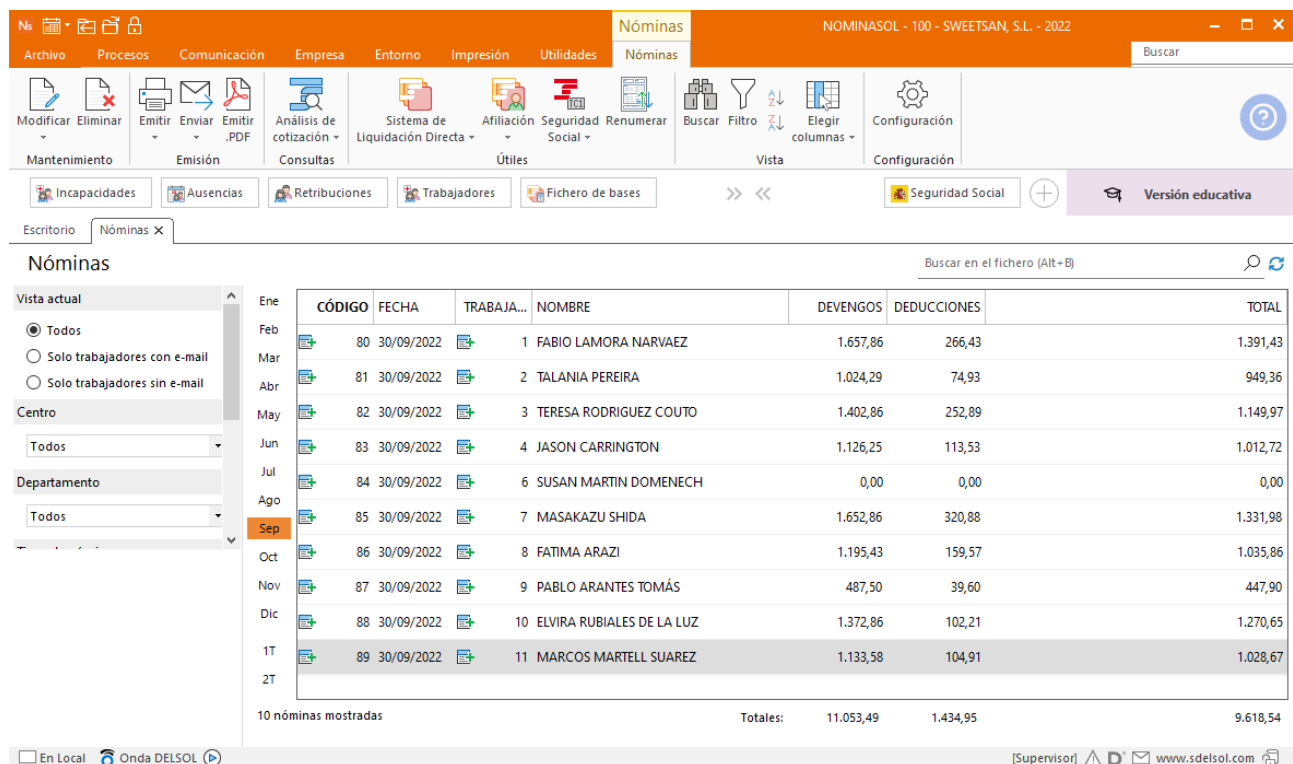 Ns Nóminas NOMINASOL - 100 - SWEETSAN, S.L. - 2022
Archivo Procesos Comunicación Empresa Entorno Impresión Utilidades Nóminas Buscar
Modificar Eliminar Emitir Enviar Emitir .PDF Análisis de cotización Sistema de Liquidación Directa Afiliación Seguridad Social Renumerar Buscar Filtro Elegir columnas Configuración
Mantenimiento Emisión Consultas Útiles Vista Configuración
Incapacidades Ausencias Retribuciones Trabajadores Fichero de bases Seguridad Social Versión educativa
Escritorio Nóminas
Nóminas Buscar en el fichero (Alt+B)
Vista actual
Todos
Solo trabajadores con e-mail
Solo trabajadores sin e-mail
Centro
Todos
Departamento
Todos
Ene
Feb
Mar
Abr
May
Jun
Jul
Ago
Sep
Oct
Nov
Dic
1T
2T
CÓDIGO FECHA TRABAJA... NOMBRE DEVENGOS DEDUCCIONES TOTAL
80 30/09/2022 1 FABIO LAMORA NARVAEZ 1.657,86 266,43 1.391,43
81 30/09/2022 2 TALANIA PEREIRA 1.024,29 74,93 949,36
82 30/09/2022 3 TERESA RODRIGUEZ COUTO 1.402,86 252,89 1.149,97
83 30/09/2022 4 JASON CARRINGTON 1.126,25 113,53 1.012,72
84 30/09/2022 6 SUSAN MARTIN DOMENECH 0,00 0,00 0,00
85 30/09/2022 7 MASAKAZU SHIDA 1.652,86 320,88 1.331,98
86 30/09/2022 8 FATIMA ARAZI 1.195,43 159,57 1.035,86
87 30/09/2022 9 PABLO ARANTES TOMÁS 487,50 39,60 447,90
88 30/09/2022 10 ELVIRA RUBIALES DE LA LUZ 1.372,86 102,21 1.270,65
89 30/09/2022 11 MARCOS MARTELL SUAREZ 1.133,58 104,91 1.028,67
10 nóminas mostradas Totales: 11.053,49 1.434,95 9.618,54
En Local Onda DELSOL [Supervisor] D www.sdelsol.com